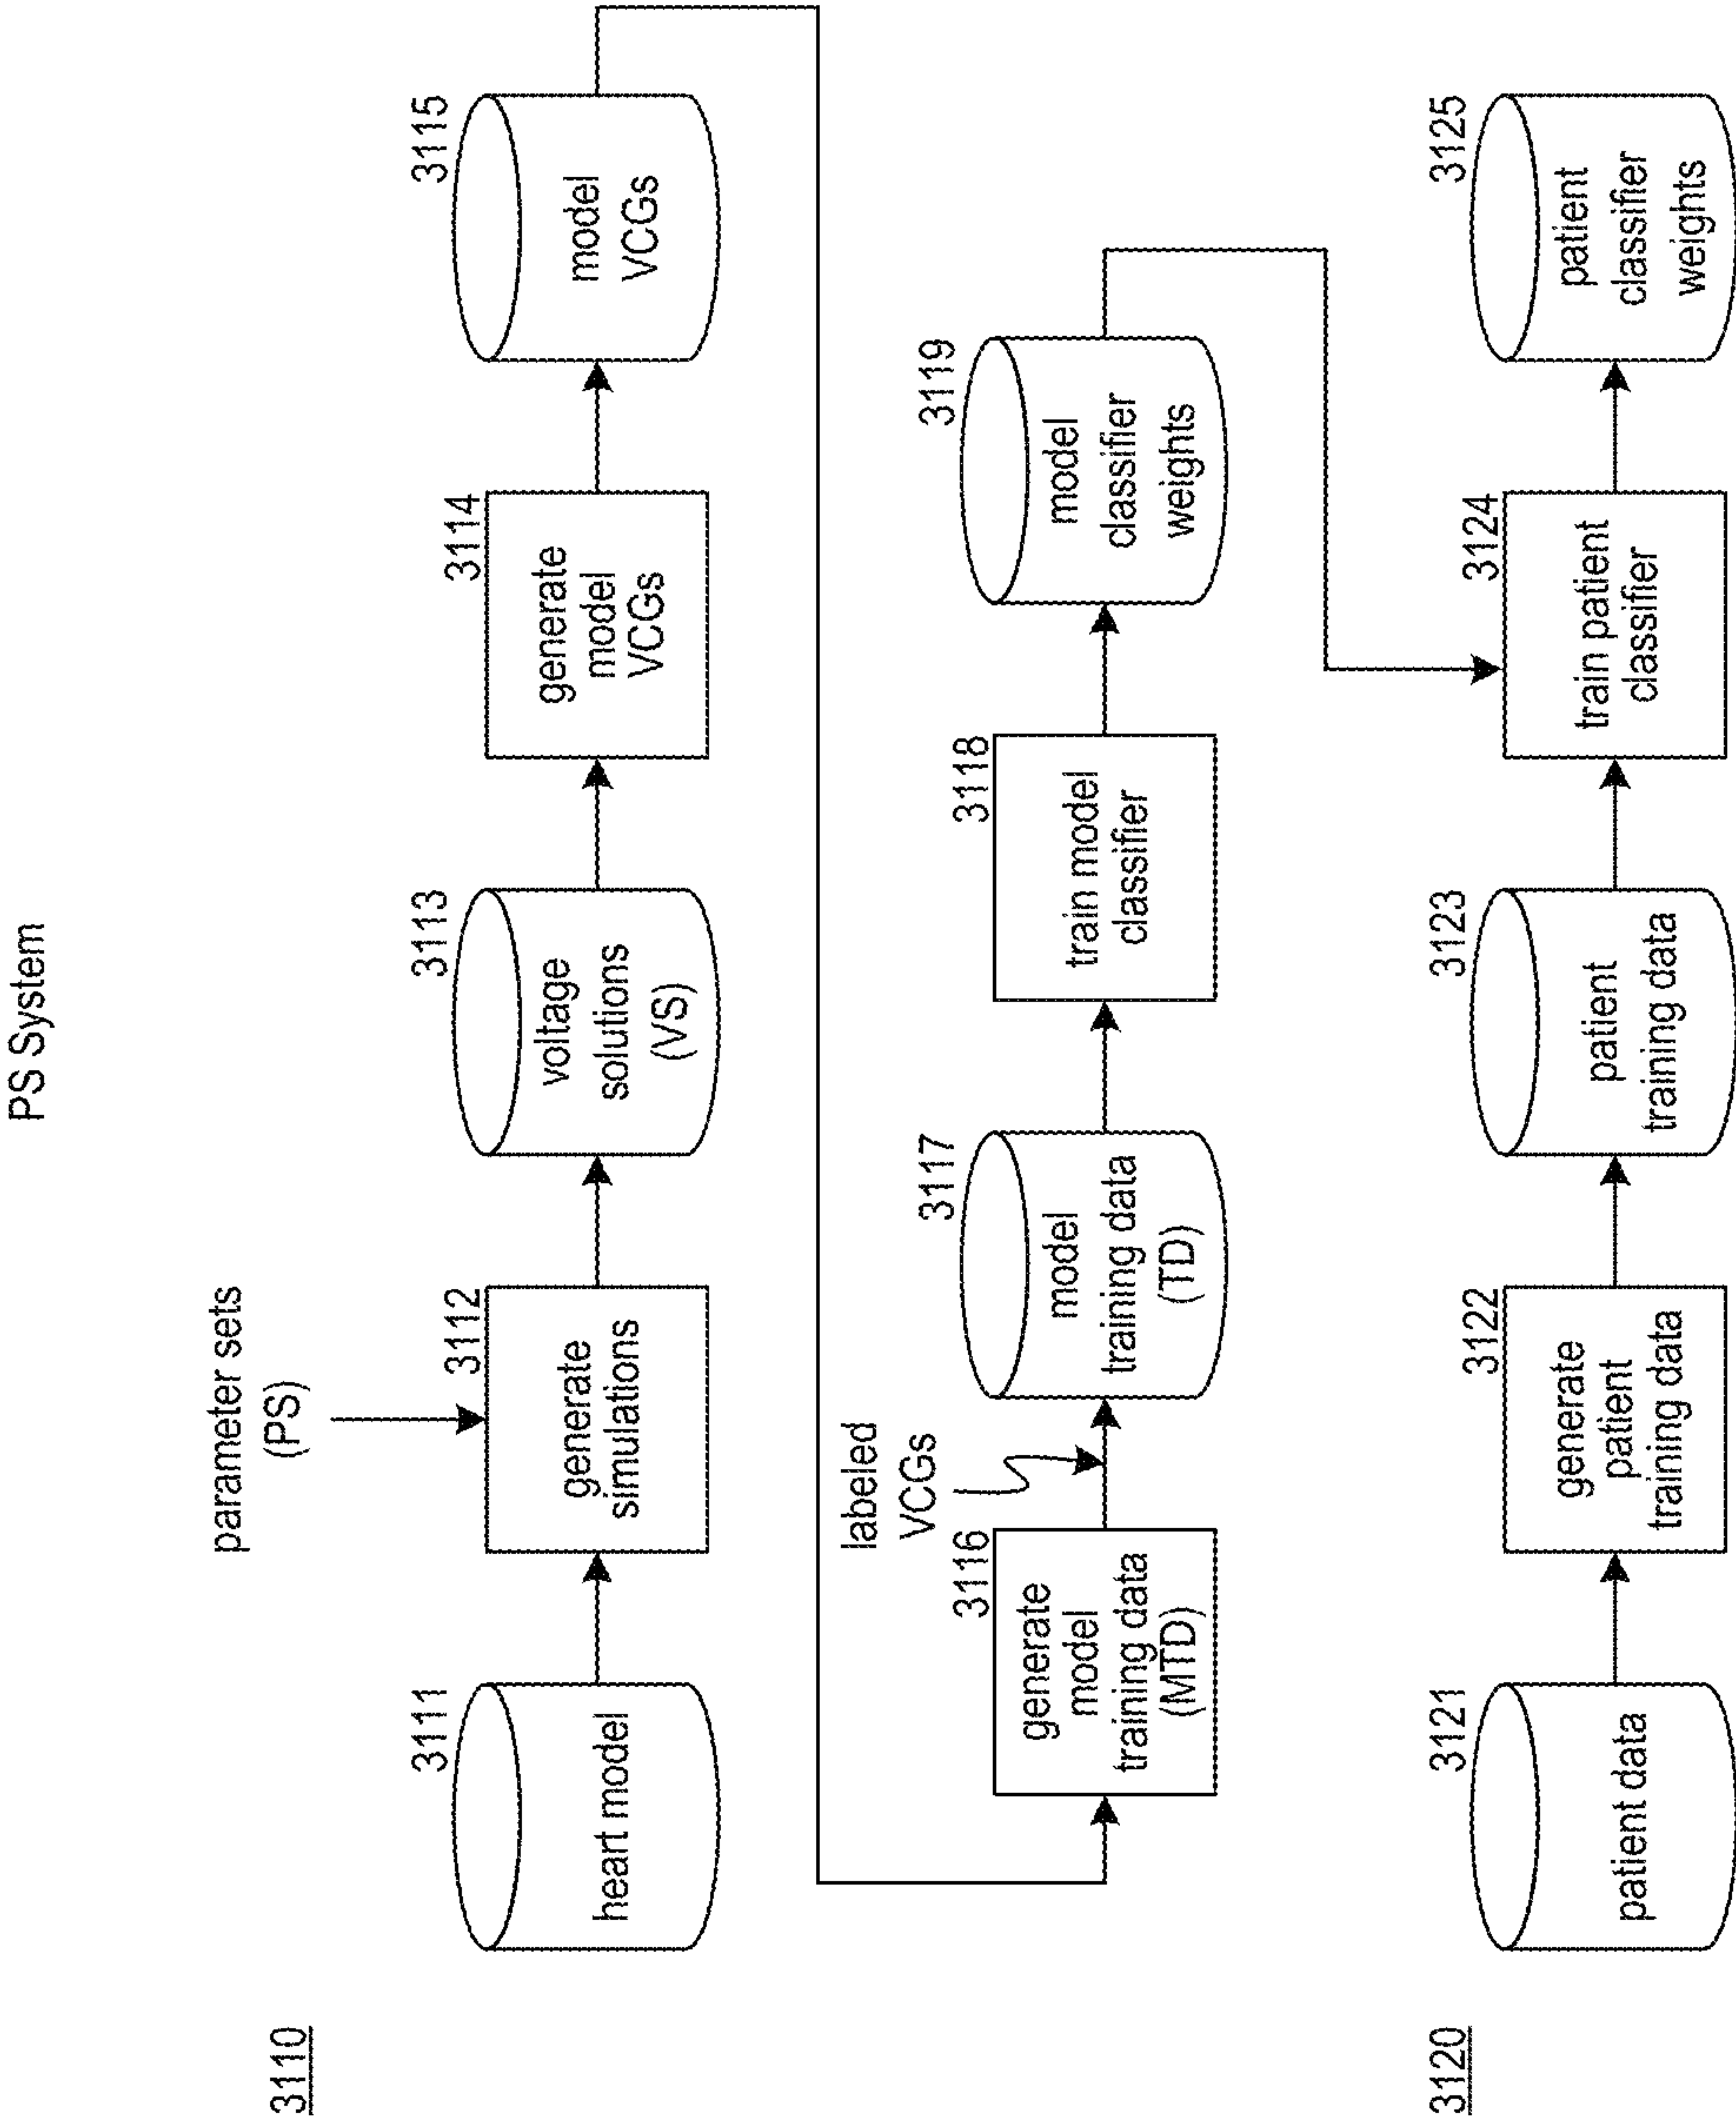 PS System
3110
parameter sets
(PS)
3111
heart model
3112
generate
simulations
3113
voltage
solutions
(VS)
3114
generate
model
VCGs
3115
model
VCGs
labeled
VCGs
3116
generate
model
training data
(MTD)
3117
model
training data
(TD)
3118
train model
classifier
3119
model
classifier
weights
3120
3121
patient data
3122
generate
patient
training data
3123
patient
training data
3124
train patient
classifier
3125
patient
classifier
weights